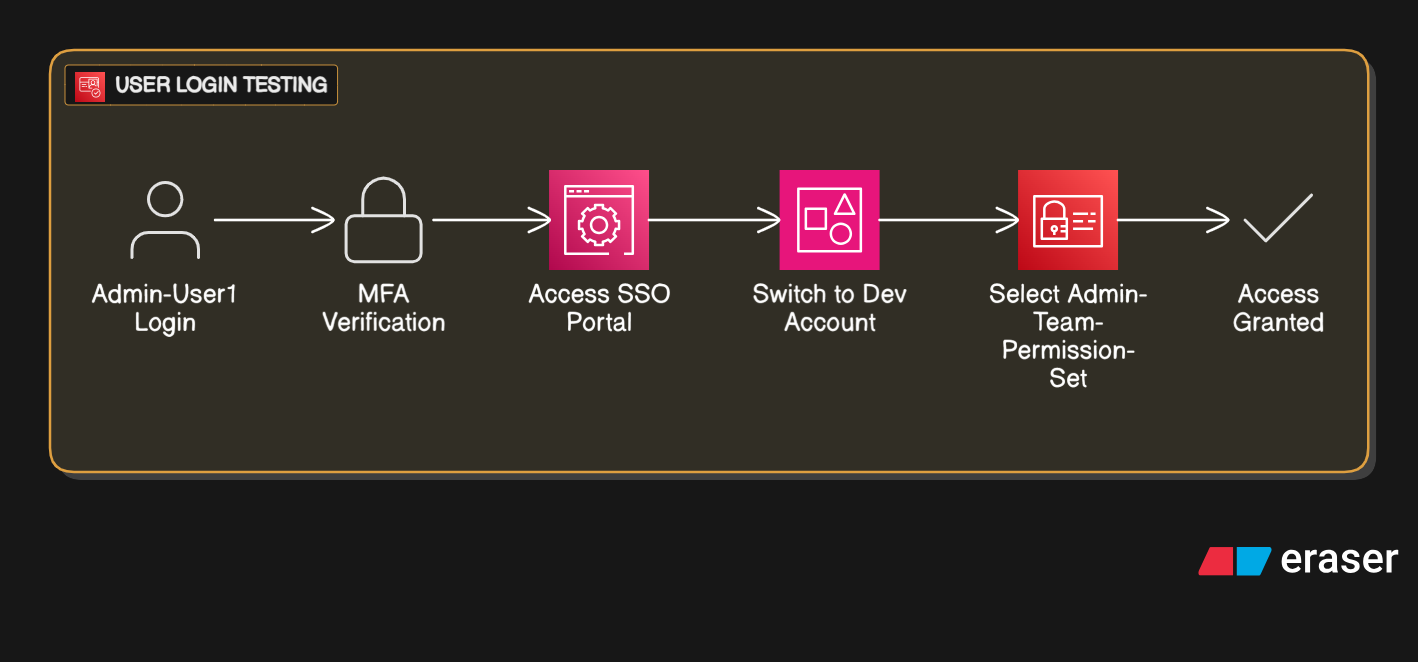 USER LOGIN TESTING
Admin-User1
Login
MFA
Verification
Access SSO
Portal
Switch to Dev
Account
Select Admin-
Team-
Permission-
Set
Access
Granted
eraser